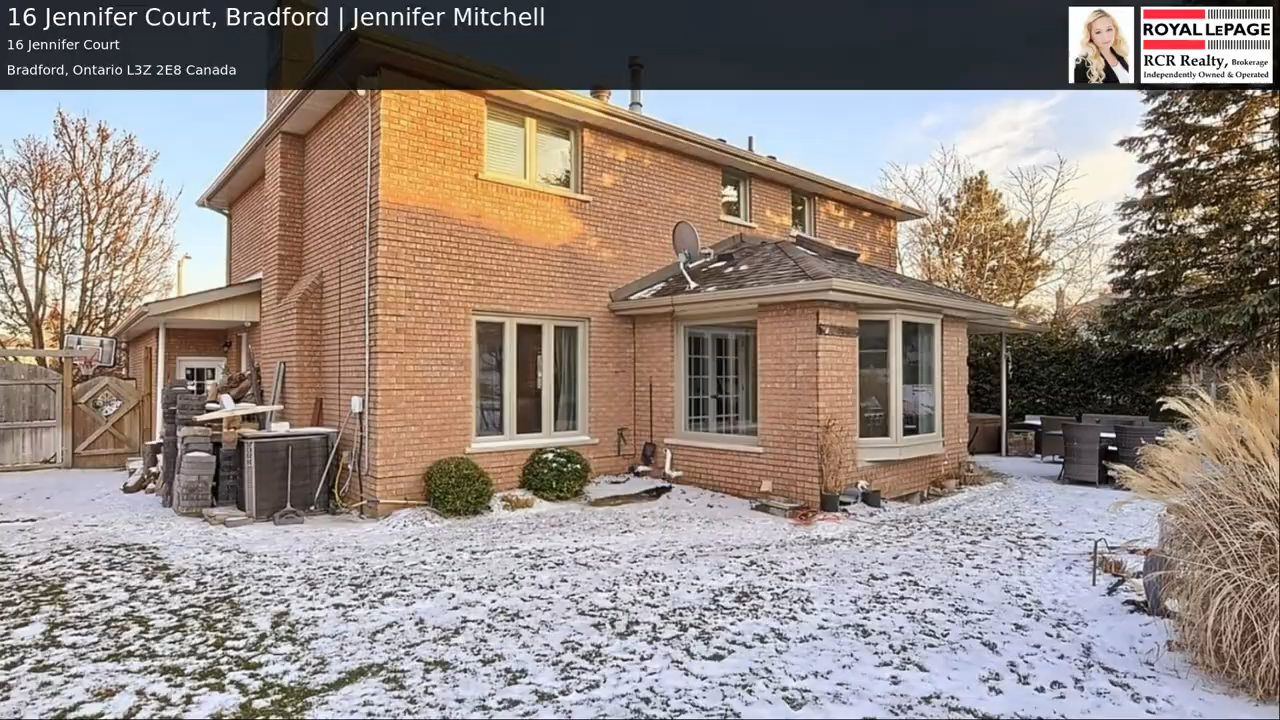 16 Jennifer Court, Bradford | Jennifer Mitchell
16 Jennifer Court
Bradford, Ontario L3Z 2E8 Canada
ROYAL LEPAGE
RCR Realty, Brokerage
Independently Owned & Operated